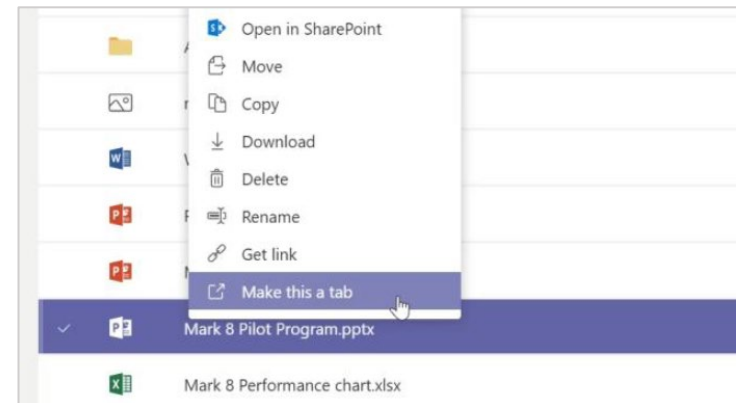 Open in SharePoint
Move
Copy
Download
Delete
Rename
Get link
Make this a tab
Mark 8 Pilot Program.pptx
Mark 8 Performance chart.xlsx